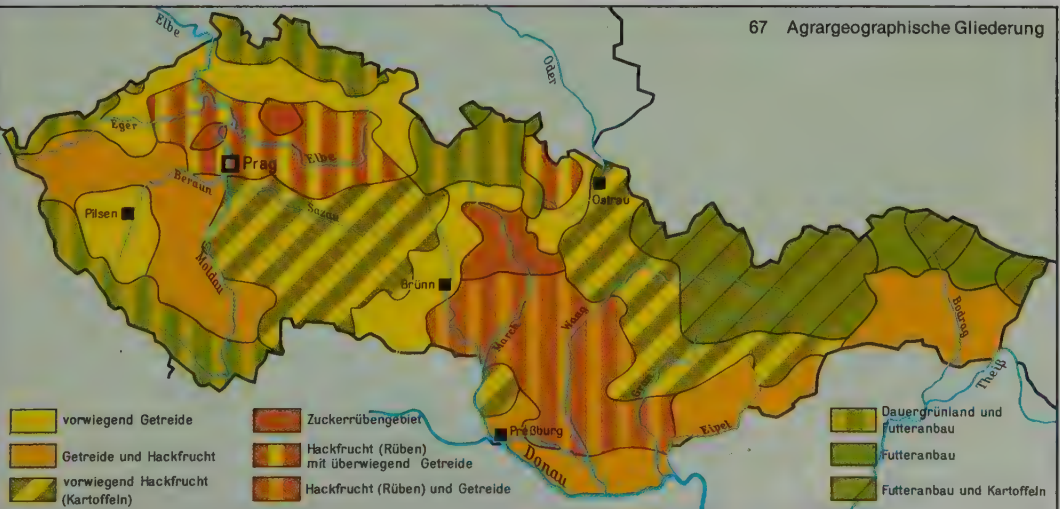 67 Agrargeographische Gliederung
Elbe
Oder
Eger
Elbe
Prag
Beraun
Pilsen
Sazau
Ostrau
Moldau
Brünn
March
Waag
Gran
Bodrog
Theiß
Eipel
Preßburg
Donau
vorwiegend Getreide
Getreide und Hackfrucht
vorwiegend Hackfrucht
(Kartoffeln)
Zuckerrübengebiet
Hackfrucht (Rüben)
mit überwiegend Getreide
Hackfrucht (Rüben) und Getreide
Dauergrünland und
Futteranbau
Futteranbau
Futteranbau und Kartoffeln